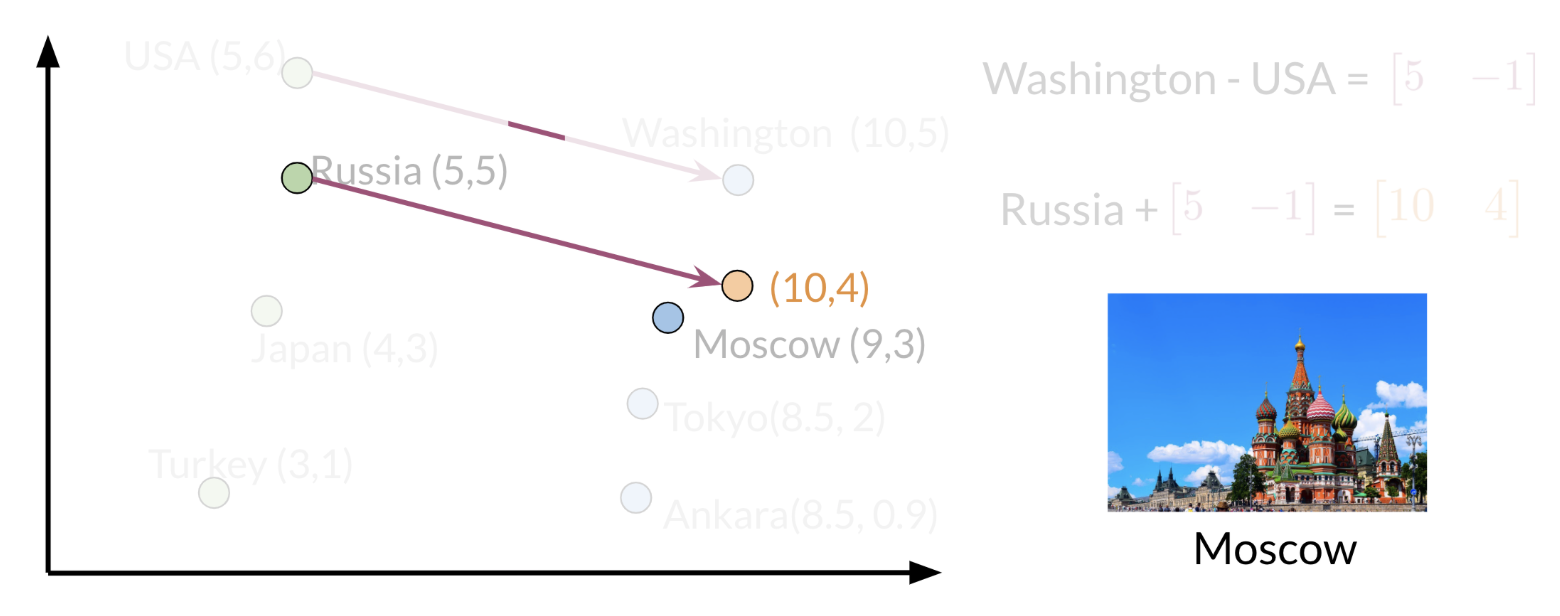 USA (5,6)
Washington - USA = [5 −1]
Washington (10,5)
Russia (5,5)
Russia + [5 −1] = [10 4]
(10,4)
Moscow (9,3)
Japan (4,3)
Tokyo(8.5, 2)
Turkey (3,1)
Ankara(8.5, 0.9)
Moscow